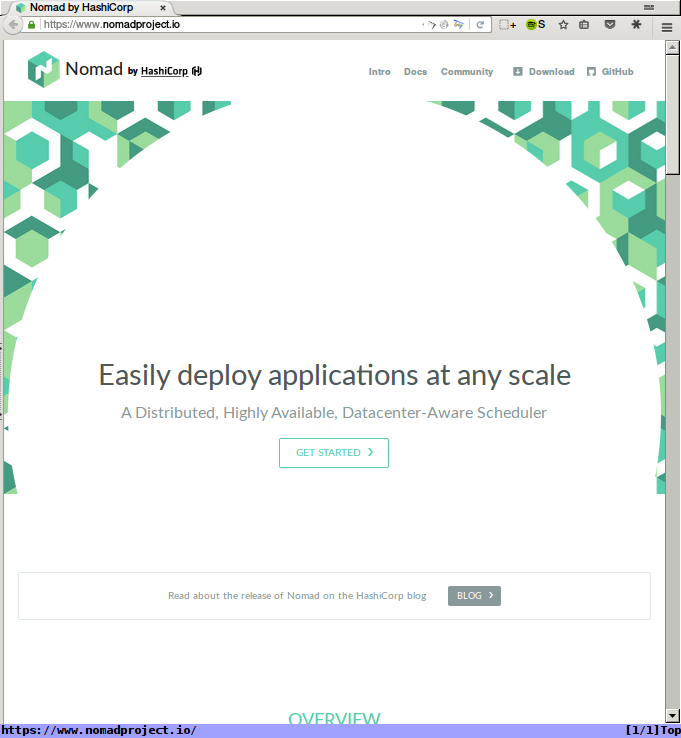 Nomad by HashiCorp
https://www.nomadproject.io
S
Nomad by HashiCorp
Intro Docs Community Download GitHub
Easily deploy applications at any scale
A Distributed, Highly Available, Datacenter-Aware Scheduler
GET STARTED
Read about the release of Nomad on the HashiCorp blog BLOG
OVERVIEW
https://www.nomadproject.io/ [1/1]Top